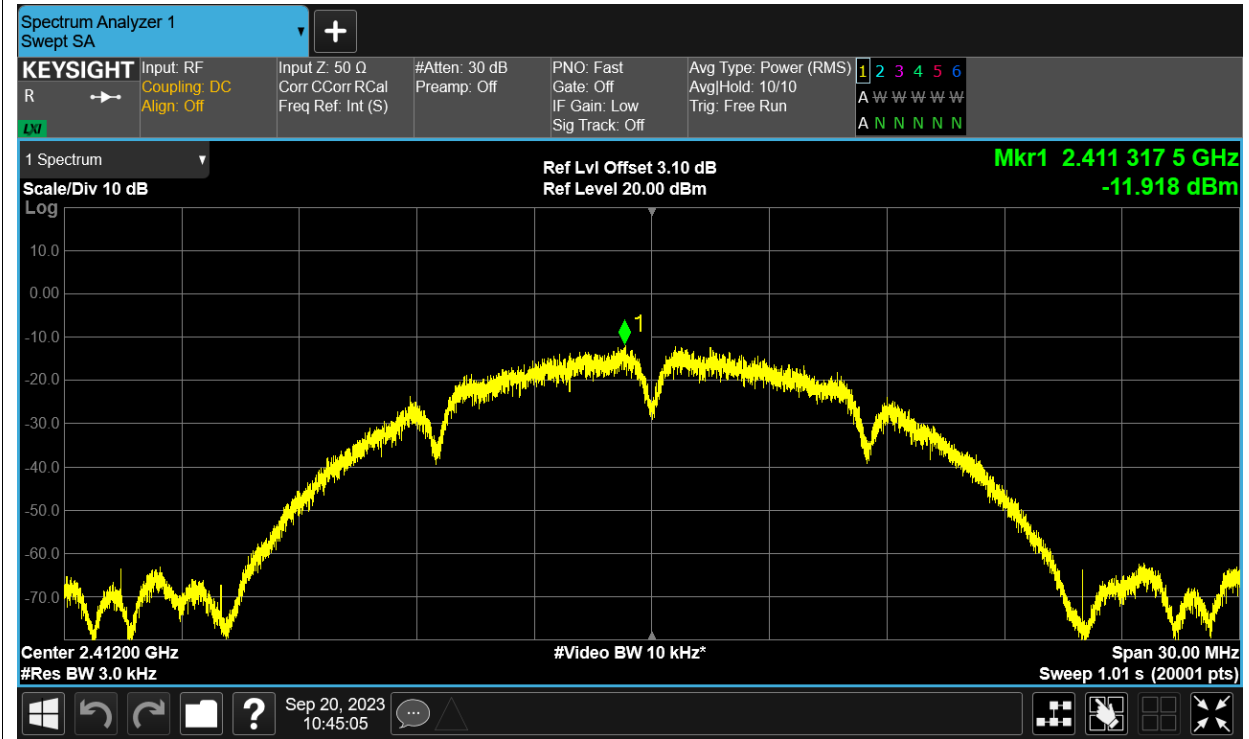 Spectrum Analyzer 1
Swept SA
+
KEYSIGHT
R
LXI
Input: RF
Coupling: DC
Align: Off
Input Z: 50 Ω
Corr CCorr RCal
Freq Ref: Int (S)
#Atten: 30 dB
Preamp: Off
PNO: Fast
Gate: Off
IF Gain: Low
Sig Track: Off
Avg Type: Power (RMS)
Avg|Hold: 10/10
Trig: Free Run
1 2 3 4 5 6
A W W W W W
A N N N N N
1 Spectrum
Scale/Div 10 dB
Log
Ref Lvl Offset 3.10 dB
Ref Level 20.00 dBm
Mkr1 2.411 317 5 GHz
-11.918 dBm
10.0
0.00
-10.0
-20.0
-30.0
-40.0
-50.0
-60.0
-70.0
1
Center 2.41200 GHz
#Res BW 3.0 kHz
#Video BW 10 kHz*
Span 30.00 MHz
Sweep 1.01 s (20001 pts)
?
Sep 20, 2023
10:45:05